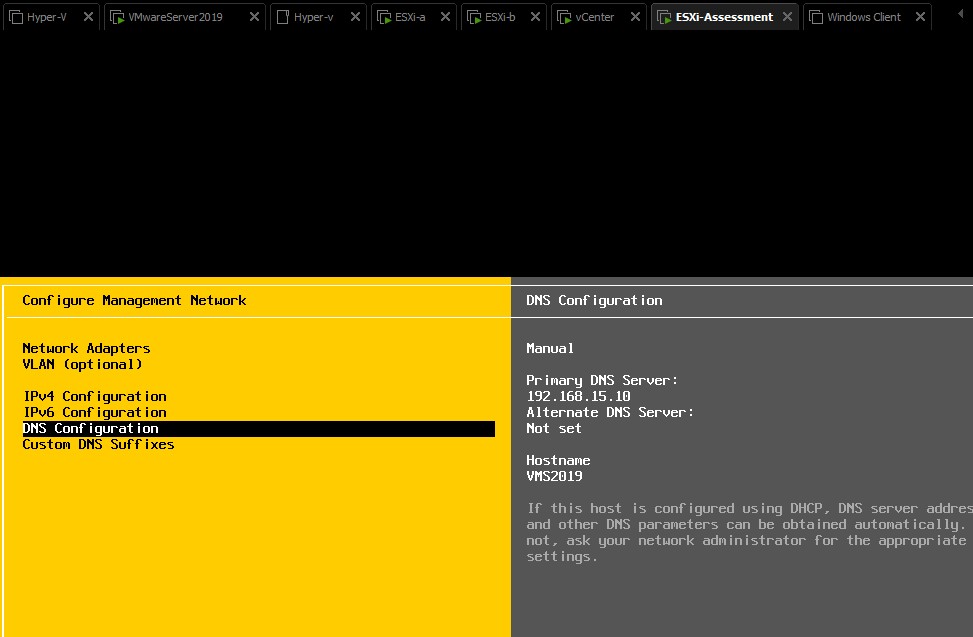 Hyper-V
VMwareServer2019
Hyper-v
ESXi-a
ESXi-b
vCenter
ESXi-Assessment
Windows Client
Configure Management Network
Network Adapters
VLAN (optional)
IPv4 Configuration
IPv6 Configuration
DNS Configuration
Custom DNS Suffixes
DNS Configuration
Manual
Primary DNS Server:
192.168.15.10
Alternate DNS Server:
Not set
Hostname
VMS2019
If this host is configured using DHCP, DNS server addres
and other DNS parameters can be obtained automatically.
not, ask your network administrator for the appropriate
settings.